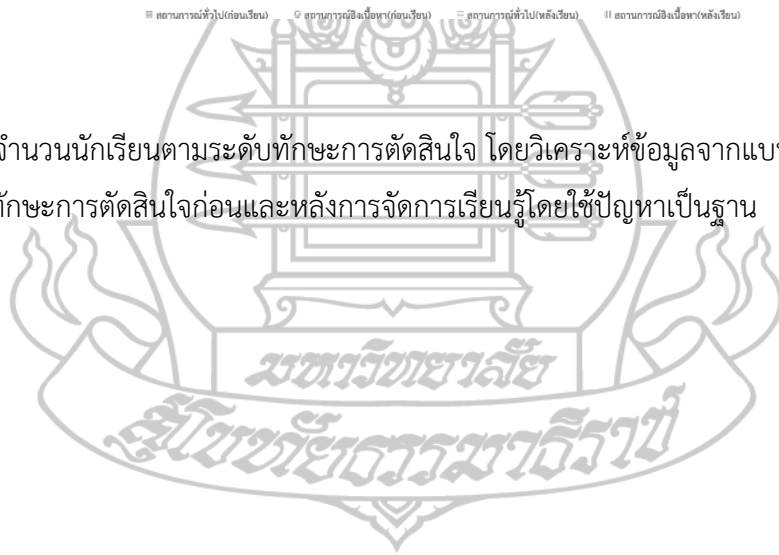 สถานการณ์ทั่วไป(ก่อนเรียน) สถานการณ์อิงเนื้อหา(ก่อนเรียน) สถานการณ์ทั่วไป(หลังเรียน) สถานการณ์อิงเนื้อหา(หลังเรียน)
จำนวนนักเรียนตามระดับทักษะการตัดสินใจ โดยวิเคราะห์ข้อมูลจากแบบ
ทักษะการตัดสินใจก่อนและหลังการจัดการเรียนรู้โดยใช้ปัญหาเป็นฐาน
มหาวิทยาลัย
สุโขทัยธรรมาธิราช